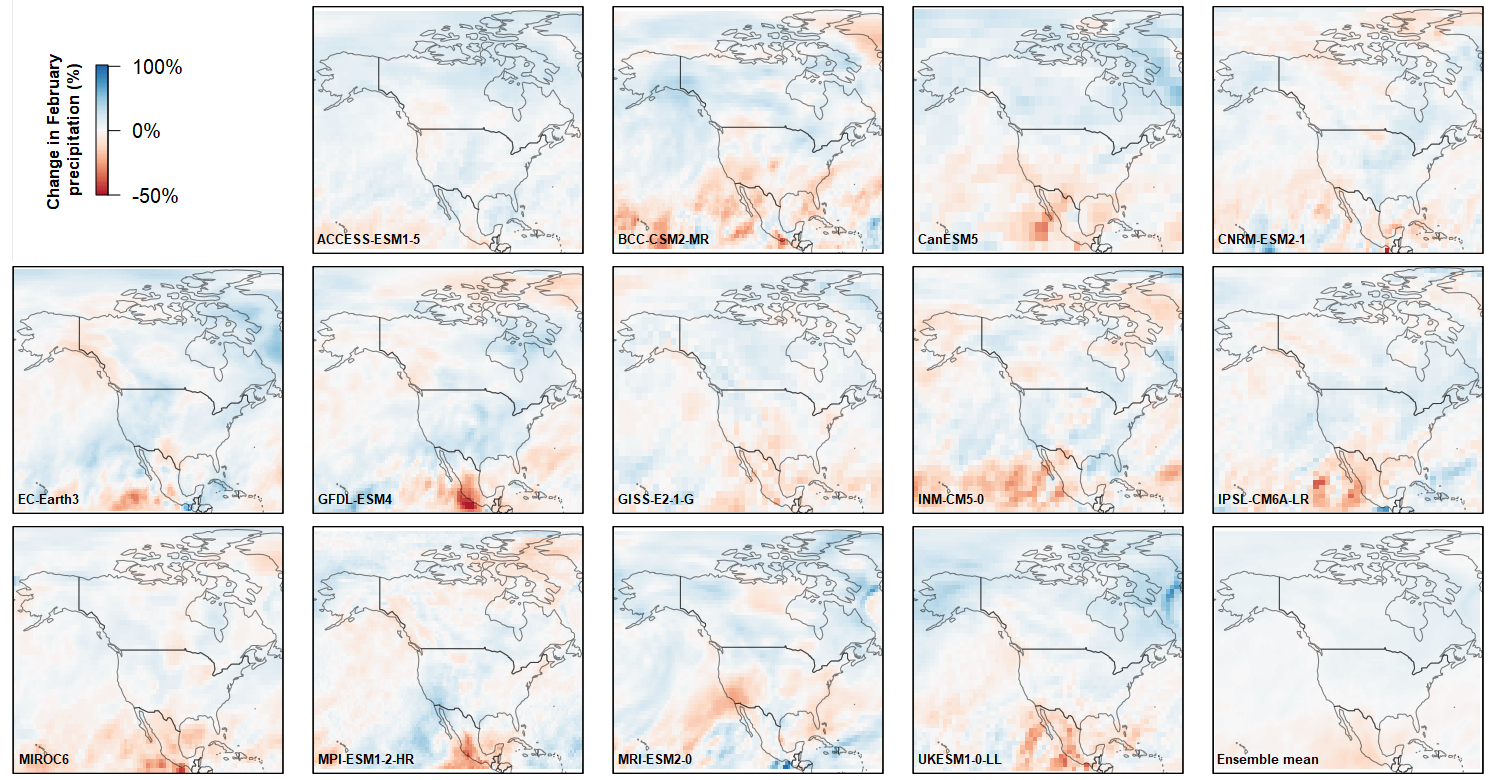 Change in February
precipitation (%)
100%
0%
-50%
ACCESS-ESM1-5
BCC-CSM2-MR
CanESM5
CNRM-ESM2-1
EC-Earth3
GFDL-ESM4
GISS-E2-1-G
INM-CM5-0
IPSL-CM6A-LR
MIROC6
MPI-ESM1-2-HR
MRI-ESM2-0
UKESM1-0-LL
Ensemble mean